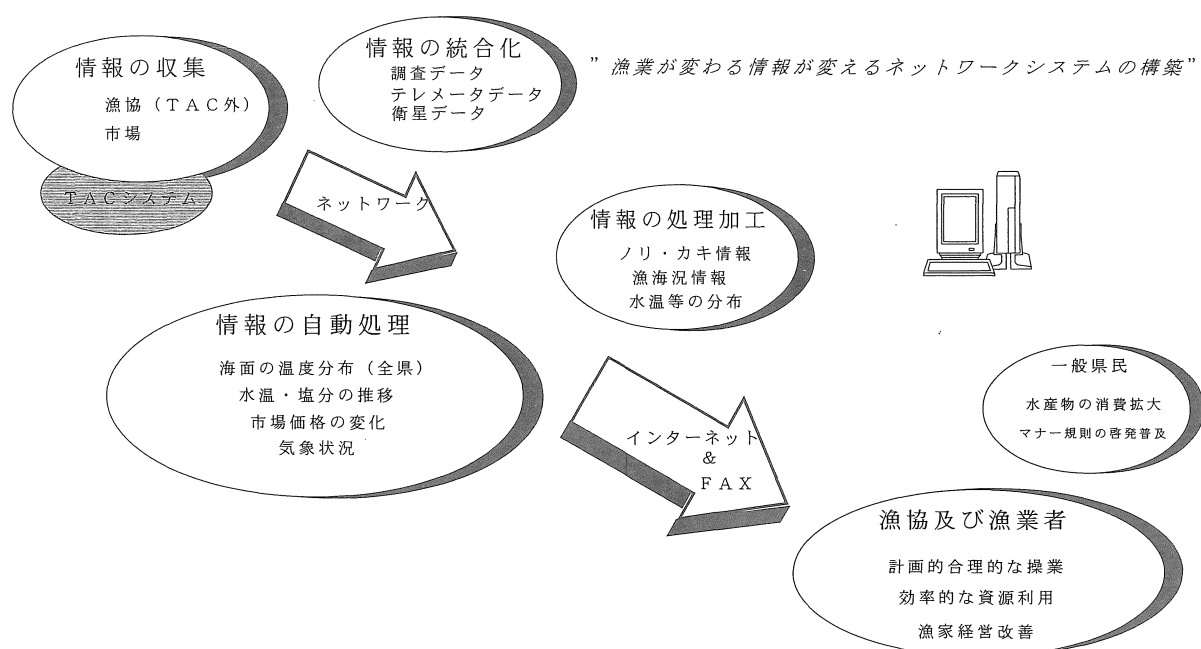 情報の収集
漁協（ＴＡＣ外）
市場
ＴＡＣシステム
情報の統合化
調査データ
テレメータデータ
衛星データ
”漁業が変わる情報が変えるネットワークシステムの構築”
ネットワーク
情報の処理加工
ノリ・カキ情報
漁海況情報
水温等の分布
情報の自動処理
海面の温度分布（全県）
水温・塩分の推移
市場価格の変化
気象状況
インターネット
＆
ＦＡＸ
一般県民
水産物の消費拡大
マナー規則の啓発普及
漁協及び漁業者
計画的合理的な操業
効率的な資源利用
漁家経営改善